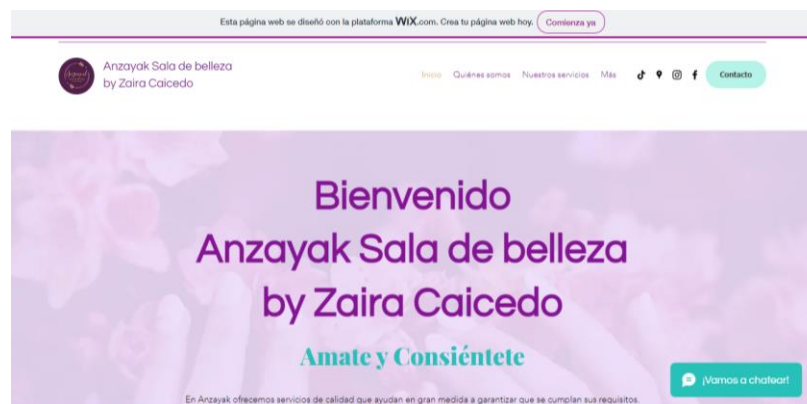 Esta página web se diseñó con la plataforma WiX.com. Crea tu página web hoy. Comienza ya
Anzayak Sala de belleza
by Zaira Caicedo
Inicio Quiénes somos Nuestros servicios Más Contacto
Bienvenido
Anzayak Sala de belleza
by Zaira Caicedo
Amate y Consiéntete
En Anzayak ofrecemos servicios de calidad que ayudan en gran medida a garantizar que se cumplan sus requisitos.
¡Vamos a chatear!